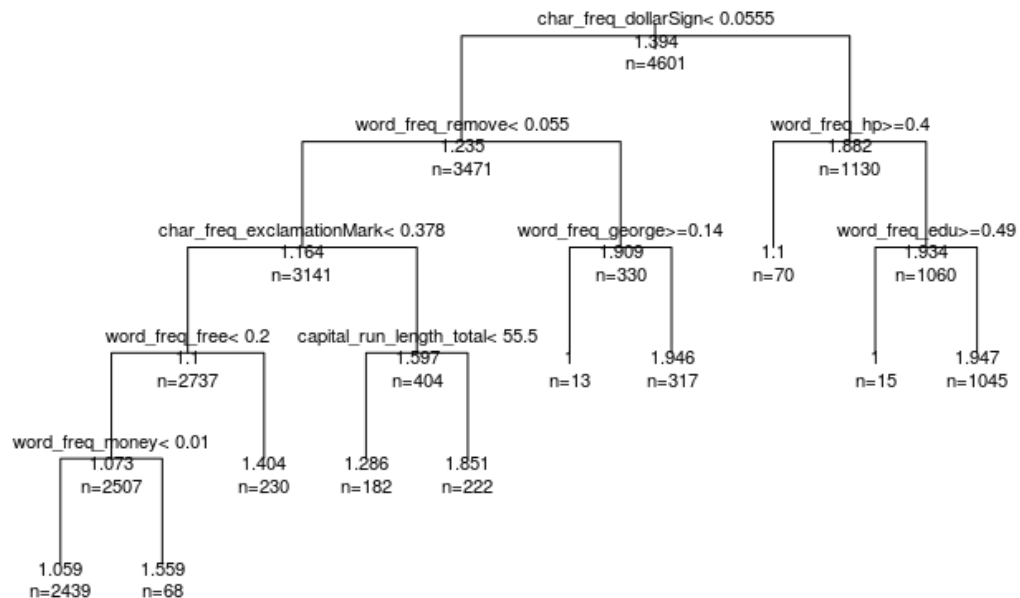 char_freq_dollarSign< 0.0555
1.394
n=4601
word_freq_remove< 0.055
1.235
n=3471
word_freq_hp>=0.4
1.882
n=1130
char_freq_exclamationMark< 0.378
1.164
n=3141
word_freq_george>=0.14
1.909
n=330
1.1
n=70
word_freq_edu>=0.49
1.934
n=1060
word_freq_free< 0.2
1.1
n=2737
capital_run_length_total< 55.5
1.597
n=404
1
n=13
1.946
n=317
1
n=15
1.947
n=1045
word_freq_money< 0.01
1.073
n=2507
1.404
n=230
1.286
n=182
1.851
n=222
1.059
n=2439
1.559
n=68